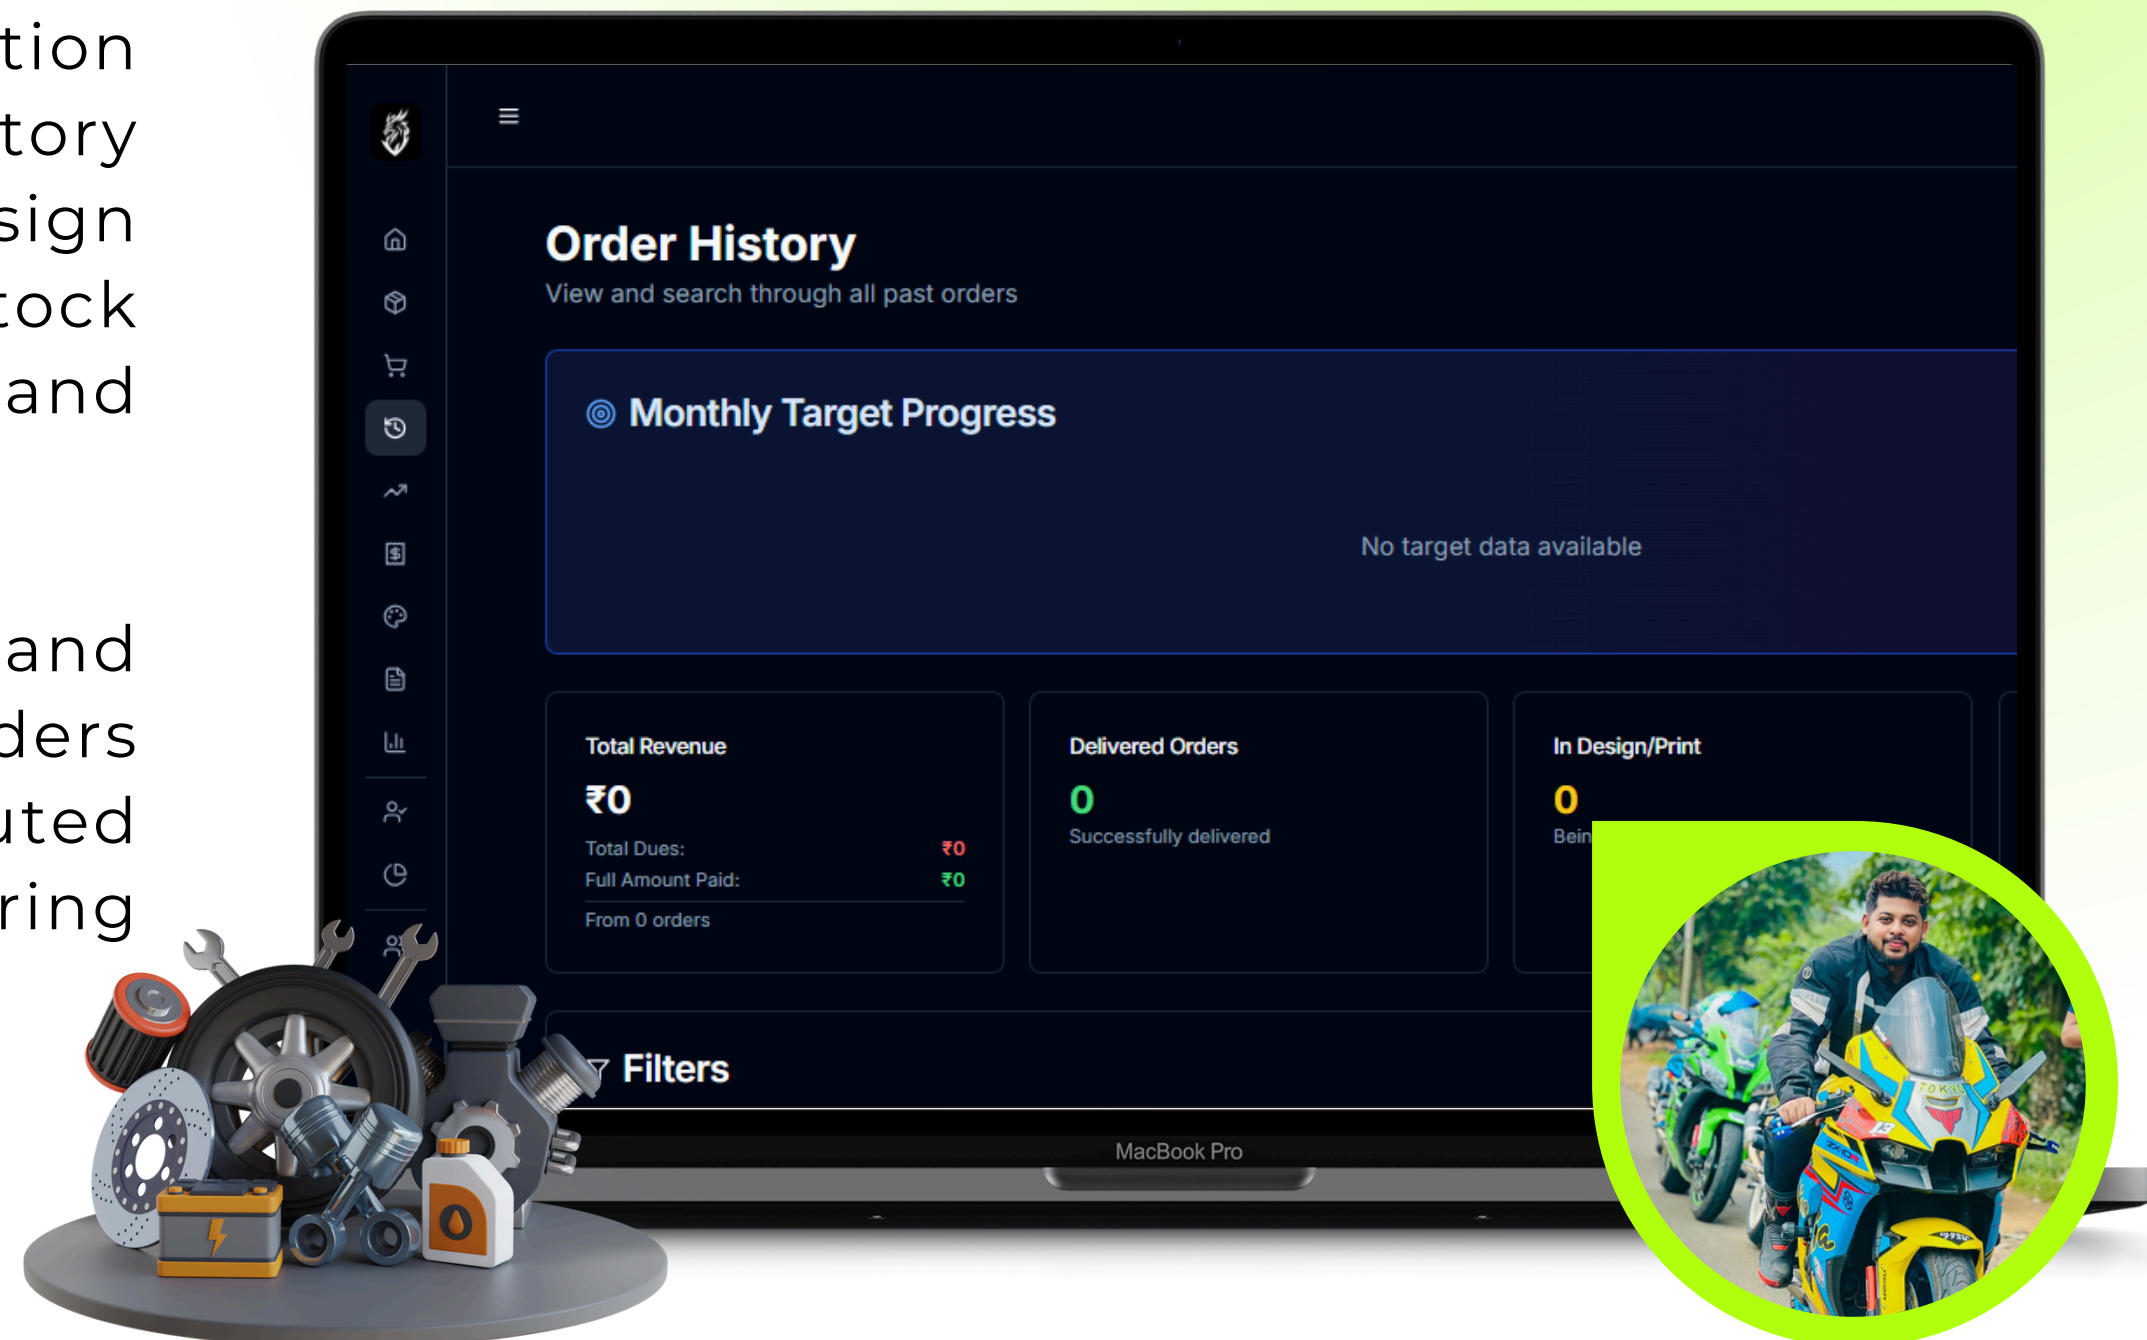 tion
tory
sign
tock
and
and
ders
uted
ring
Order History
View and search through all past orders
Monthly Target Progress
No target data available
Total Revenue
₹0
Total Dues: ₹0
Full Amount Paid: ₹0
From 0 orders
Delivered Orders
0
Successfully delivered
In Design/Print
0
Bein
Filters
MacBook Pro
TOKYO